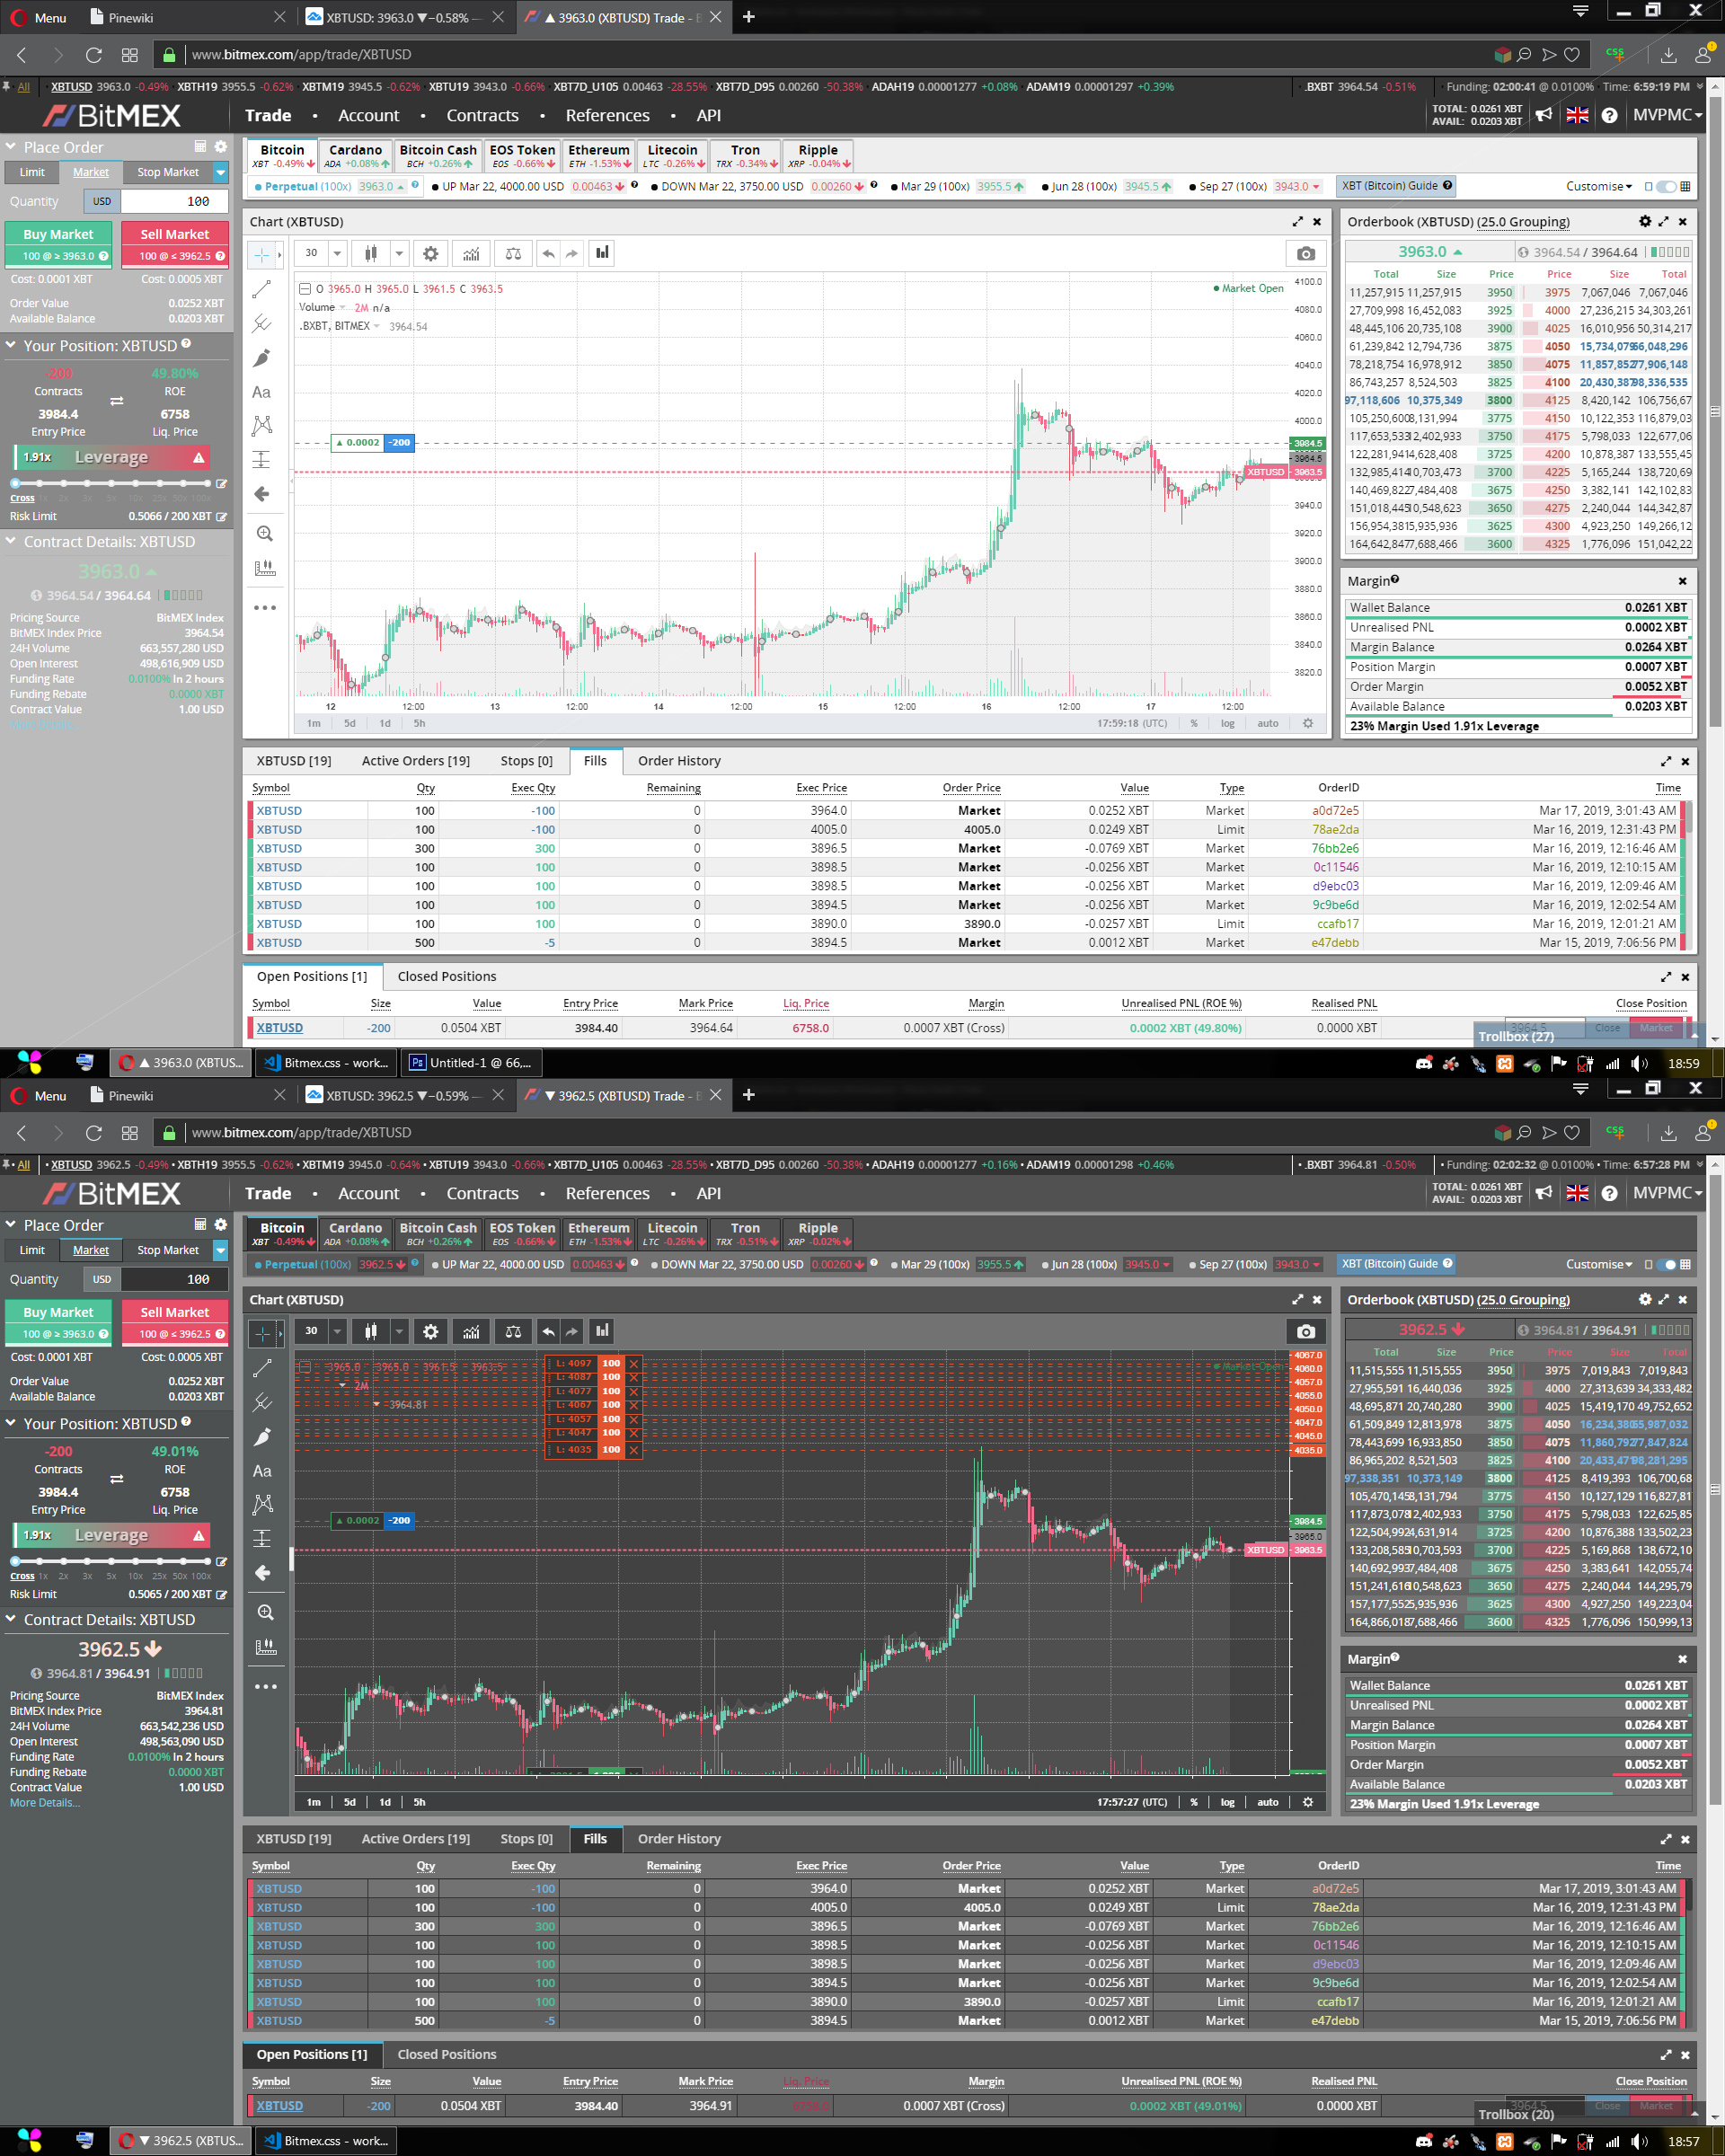 Menu Pinewiki XBTUSD: 3963.0 ▼−0.58% — ▲ 3963.0 (XBTUSD) Trade - B
www.bitmex.com/app/trade/XBTUSD
All XBTUSD 3963.0 -0.49% XBTH19 3955.5 -0.62% XBTM19 3945.5 -0.62% XBTU19 3943.0 -0.66% XBT7D_U105 0.00463 -28.55% XBT7D_D95 0.00260 -50.38% ADAH19 0.00001277 +0.08% ADAM19 0.00001297 +0.39% .BXBT 3964.54 -0.51% Funding: 02:00:41 @ 0.0100% Time: 6:59:19 PM
BitMEX Trade • Account • Contracts • References • API TOTAL: 0.0261 XBT AVAIL: 0.0203 XBT MVPMC
Place Order
Limit Market Stop Market
Quantity USD 100
Buy Market Sell Market
100 @ ≥ 3963.0 100 @ ≤ 3962.5
Cost: 0.0001 XBT Cost: 0.0005 XBT
Order Value 0.0252 XBT
Available Balance 0.0203 XBT
Your Position: XBTUSD
-200 49.80%
Contracts ROE
3984.4 6758
Entry Price Liq. Price
1.91x Leverage
Cross 1x 2x 3x 5x 10x 25x 50x 100x
Risk Limit 0.5066 / 200 XBT
Contract Details: XBTUSD
3963.0
3964.54 / 3964.64
Pricing Source BitMEX Index
BitMEX Index Price 3964.54
24H Volume 663,557,280 USD
Open Interest 498,616,909 USD
Funding Rate 0.0100% In 2 hours
Funding Rebate 0.0000 XBT
Contract Value 1.00 USD
Bitcoin Cardano Bitcoin Cash EOS Token Ethereum Litecoin Tron Ripple
XBT -0.49% ADA +0.08% BCH +0.26% EOS -0.66% ETH -1.53% LTC -0.26% TRX -0.34% XRP -0.04%
Perpetual (100x) 3963.0 UP Mar 22, 4000.00 USD 0.00463 DOWN Mar 22, 3750.00 USD 0.00260 Mar 29 (100x) 3955.5 Jun 28 (100x) 3945.5 Sep 27 (100x) 3943.0 XBT (Bitcoin) Guide Customise
Chart (XBTUSD)
30
O 3965.0 H 3965.0 L 3961.5 C 3963.5 Market Open
Volume 2M n/a
.BXBT, BITMEX 3964.54
Aa
▲ 0.0002 -200
4100.0
4080.0
4060.0
4040.0
4020.0
4000.0
3984.5
3964.5
XBTUSD 3963.5
3940.0
3920.0
3900.0
3880.0
3860.0
3840.0
3820.0
12 12:00 13 12:00 14 12:00 15 12:00 16 12:00 17 12:00
1m 5d 1d 5h 17:59:18 (UTC) % log auto
Orderbook (XBTUSD) (25.0 Grouping)
3963.0 3964.54 / 3964.64
Total Size Price Price Size Total
11,257,915 11,257,915 3950 3975 7,067,046 7,067,046
27,709,998 16,452,083 3925 4000 27,236,215 34,303,261
48,445,106 20,735,108 3900 4025 16,010,956 50,314,217
61,239,842 12,794,736 3875 4050 15,734,079 66,048,296
78,218,754 16,978,912 3850 4075 11,857,852 77,906,148
86,743,257 8,524,503 3825 4100 20,430,387 98,336,535
97,118,606 10,375,349 3800 4125 8,420,142 106,756,67
105,250,600 8,131,994 3775 4150 10,122,353 116,879,03
117,653,533 12,402,933 3750 4175 5,798,033 122,677,06
122,281,941 4,628,408 3725 4200 10,878,387 133,555,45
132,985,414 10,703,473 3700 4225 5,165,244 138,720,69
140,469,822 7,484,408 3675 4250 3,382,141 142,102,83
151,018,445 10,548,623 3650 4275 2,240,044 144,342,87
156,954,381 5,935,936 3625 4300 4,923,250 149,266,12
164,642,847 7,688,466 3600 4325 1,776,096 151,042,22
Margin
Wallet Balance 0.0261 XBT
Unrealised PNL 0.0002 XBT
Margin Balance 0.0264 XBT
Position Margin 0.0007 XBT
Order Margin 0.0052 XBT
Available Balance 0.0203 XBT
23% Margin Used 1.91x Leverage
XBTUSD [19] Active Orders [19] Stops [0] Fills Order History
Symbol Qty Exec Qty Remaining Exec Price Order Price Value Type OrderID Time
XBTUSD 100 -100 0 3964.0 Market 0.0252 XBT Market a0d72e5 Mar 17, 2019, 3:01:43 AM
XBTUSD 100 -100 0 4005.0 4005.0 0.0249 XBT Limit 78ae2da Mar 16, 2019, 12:31:43 PM
XBTUSD 300 300 0 3896.5 Market -0.0769 XBT Market 76bb2e6 Mar 16, 2019, 12:16:46 AM
XBTUSD 100 100 0 3898.5 Market -0.0256 XBT Market 0c11546 Mar 16, 2019, 12:10:15 AM
XBTUSD 100 100 0 3898.5 Market -0.0256 XBT Market d9ebc03 Mar 16, 2019, 12:09:46 AM
XBTUSD 100 100 0 3894.5 Market -0.0256 XBT Market 9c9be6d Mar 16, 2019, 12:02:54 AM
XBTUSD 100 100 0 3890.0 3890.0 -0.0257 XBT Limit ccafb17 Mar 16, 2019, 12:01:21 AM
XBTUSD 500 -5 0 3894.5 Market 0.0012 XBT Market e47debb Mar 15, 2019, 7:06:56 PM
Open Positions [1] Closed Positions
Symbol Size Value Entry Price Mark Price Liq. Price Margin Unrealised PNL (ROE %) Realised PNL Close Position
XBTUSD -200 0.0504 XBT 3984.40 3964.64 6758.0 0.0007 XBT (Cross) 0.0002 XBT (49.80%) 0.0000 XBT 3964.5 Close Market
Trollbox (27)
▲ 3963.0 (XBTUS... Bitmex.css - work... Untitled-1 @ 66,... 18:59
Menu Pinewiki XBTUSD: 3962.5 ▼−0.59% — ▼ 3962.5 (XBTUSD) Trade - B
www.bitmex.com/app/trade/XBTUSD
All • XBTUSD 3962.5 -0.49% • XBTH19 3955.5 -0.62% • XBTM19 3945.0 -0.64% • XBTU19 3943.0 -0.66% • XBT7D_U105 0.00463 -28.55% • XBT7D_D95 0.00260 -50.38% • ADAH19 0.00001277 +0.16% • ADAM19 0.00001298 +0.46% • .BXBT 3964.81 -0.50% • Funding: 02:02:32 @ 0.0100% • Time: 6:57:28 PM
BitMEX Trade • Account • Contracts • References • API TOTAL: 0.0261 XBT AVAIL: 0.0203 XBT MVPMC
Place Order
Limit Market Stop Market
Quantity USD 100
Buy Market Sell Market
100 @ ≥ 3963.0 100 @ ≤ 3962.5
Cost: 0.0001 XBT Cost: 0.0005 XBT
Order Value 0.0252 XBT
Available Balance 0.0203 XBT
Your Position: XBTUSD
-200 49.01%
Contracts ROE
3984.4 6758
Entry Price Liq. Price
1.91x Leverage
Cross 1x 2x 3x 5x 10x 25x 50x 100x
Risk Limit 0.5065 / 200 XBT
Contract Details: XBTUSD
3962.5
3964.81 / 3964.91
Pricing Source BitMEX Index
BitMEX Index Price 3964.81
24H Volume 663,542,236 USD
Open Interest 498,563,090 USD
Funding Rate 0.0100% In 2 hours
Funding Rebate 0.0000 XBT
Contract Value 1.00 USD
More Details...
Bitcoin Cardano Bitcoin Cash EOS Token Ethereum Litecoin Tron Ripple
XBT -0.49% ADA +0.08% BCH +0.26% EOS -0.66% ETH -1.53% LTC -0.26% TRX -0.51% XRP -0.02%
Perpetual (100x) 3962.5 UP Mar 22, 4000.00 USD 0.00463 DOWN Mar 22, 3750.00 USD 0.00260 Mar 29 (100x) 3955.5 Jun 28 (100x) 3945.0 Sep 27 (100x) 3943.0 XBT (Bitcoin) Guide Customise
Chart (XBTUSD)
30
3965.0 3965.0 3961.5 3963.5 Market Open
2M
3964.81
L: 4097 100
L: 4087 100
L: 4077 100
L: 4067 100
L: 4057 100
L: 4047 100
L: 4035 100
4067.0
4060.0
4057.0
4055.0
4050.0
4047.0
4045.0
4035.0
Aa
▲ 0.0002 -200
3984.5
3965.0
XBTUSD 3963.5
1m 5d 1d 5h 17:57:27 (UTC) % log auto
Orderbook (XBTUSD) (25.0 Grouping)
3962.5 3964.81 / 3964.91
Total Size Price Price Size Total
11,515,555 11,515,555 3950 3975 7,019,843 7,019,843
27,955,591 16,440,036 3925 4000 27,313,639 34,333,482
48,695,871 20,740,280 3900 4025 15,419,170 49,752,652
61,509,849 12,813,978 3875 4050 16,234,380 65,987,032
78,443,699 16,933,850 3850 4075 11,860,792 77,847,824
86,965,202 8,521,503 3825 4100 20,433,471 98,281,295
97,338,351 10,373,149 3800 4125 8,419,393 106,700,68
105,470,145 8,131,794 3775 4150 10,127,129 116,827,81
117,873,078 12,402,933 3750 4175 5,798,033 122,625,85
122,504,992 4,631,914 3725 4200 10,876,388 133,502,23
133,208,585 10,703,593 3700 4225 5,169,868 138,672,10
140,692,993 7,484,408 3675 4250 3,383,641 142,055,74
151,241,616 10,548,623 3650 4275 2,240,044 144,295,79
157,177,552 5,935,936 3625 4300 4,927,250 149,223,04
164,866,018 7,688,466 3600 4325 1,776,096 150,999,13
Margin
Wallet Balance 0.0261 XBT
Unrealised PNL 0.0002 XBT
Margin Balance 0.0264 XBT
Position Margin 0.0007 XBT
Order Margin 0.0052 XBT
Available Balance 0.0203 XBT
23% Margin Used 1.91x Leverage
XBTUSD [19] Active Orders [19] Stops [0] Fills Order History
Symbol Qty Exec Qty Remaining Exec Price Order Price Value Type OrderID Time
XBTUSD 100 -100 0 3964.0 Market 0.0252 XBT Market a0d72e5 Mar 17, 2019, 3:01:43 AM
XBTUSD 100 -100 0 4005.0 4005.0 0.0249 XBT Limit 78ae2da Mar 16, 2019, 12:31:43 PM
XBTUSD 300 300 0 3896.5 Market -0.0769 XBT Market 76bb2e6 Mar 16, 2019, 12:16:46 AM
XBTUSD 100 100 0 3898.5 Market -0.0256 XBT Market 0c11546 Mar 16, 2019, 12:10:15 AM
XBTUSD 100 100 0 3898.5 Market -0.0256 XBT Market d9ebc03 Mar 16, 2019, 12:09:46 AM
XBTUSD 100 100 0 3894.5 Market -0.0256 XBT Market 9c9be6d Mar 16, 2019, 12:02:54 AM
XBTUSD 100 100 0 3890.0 3890.0 -0.0257 XBT Limit ccafb17 Mar 16, 2019, 12:01:21 AM
XBTUSD 500 -5 0 3894.5 Market 0.0012 XBT Market e47debb Mar 15, 2019, 7:06:56 PM
Open Positions [1] Closed Positions
Symbol Size Value Entry Price Mark Price Liq. Price Margin Unrealised PNL (ROE %) Realised PNL Close Position
XBTUSD -200 0.0504 XBT 3984.40 3964.91 6758.0 0.0007 XBT (Cross) 0.0002 XBT (49.01%) 0.0000 XBT 3964.5 Close Market
Trollbox (20)
▼ 3962.5 (XBTUS... Bitmex.css - work... 18:57